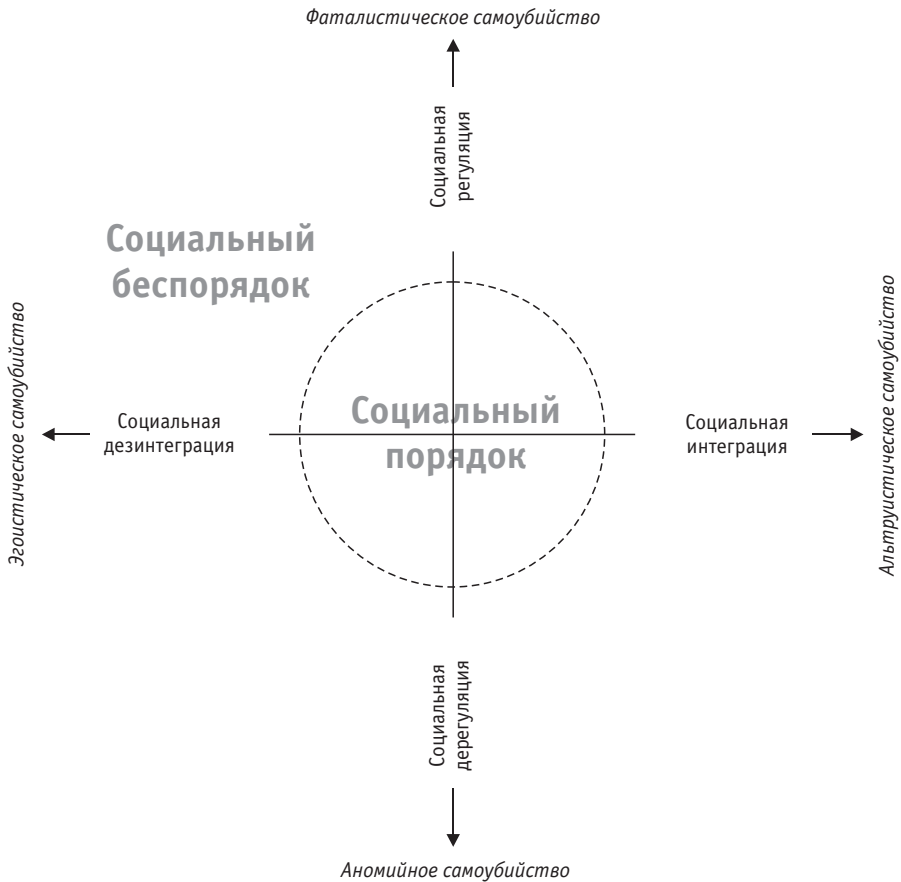 Фаталистическое самоубийство
Социальная
регуляция
Социальный
беспорядок
Эгоистическое самоубийство
Социальная
дезинтеграция
Социальный
порядок
Социальная
интеграция
Альтруистическое самоубийство
Социальная
дерегуляция
Аномийное самоубийство